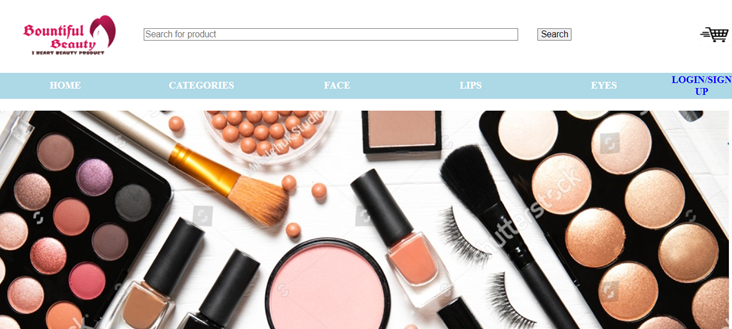 Bountiful
Beauty
I HEART BEAUTY PRODUCT
Search for product
Search
HOME
CATEGORIES
FACE
LIPS
EYES
LOGIN/SIGN
UP
shutterstock